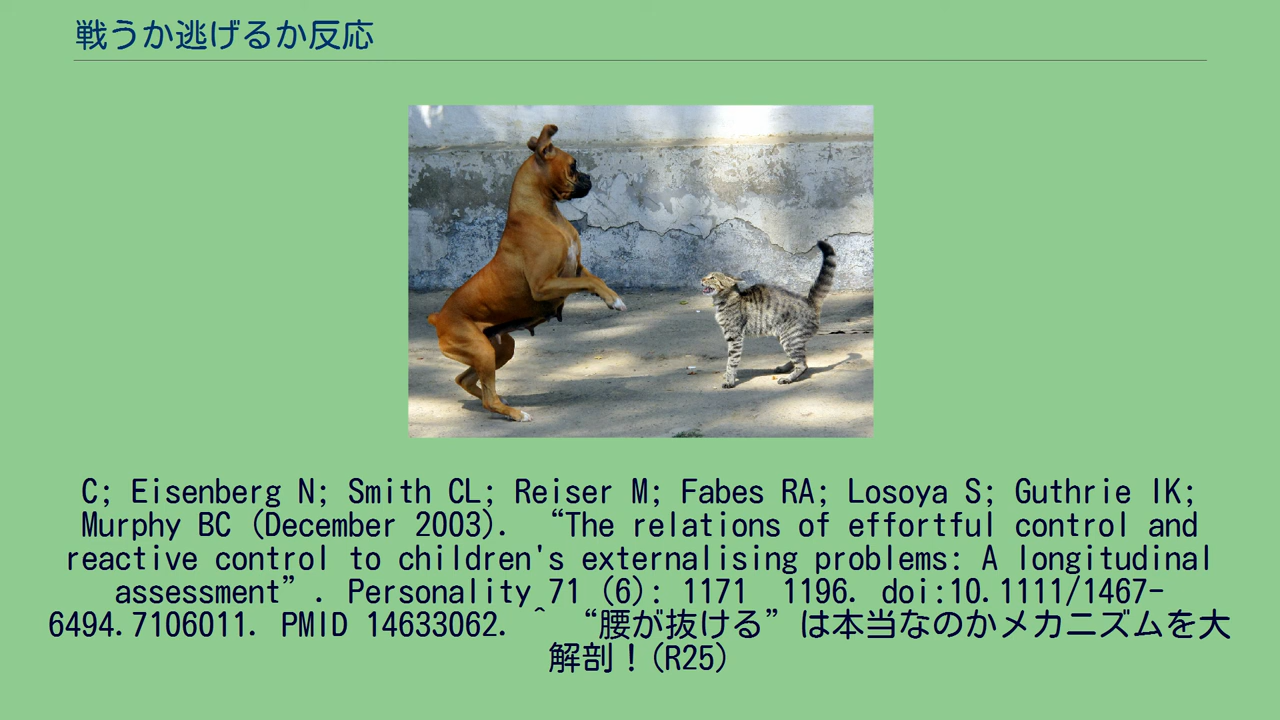 戦うか逃げるか反応
C; Eisenberg N; Smith CL; Reiser M; Fabes RA; Losoya S; Guthrie IK;
Murphy BC (December 2003). “The relations of effortful control and
reactive control to children's externalising problems: A longitudinal
assessment”. Personality 71 (6): 1171  1196. doi:10.1111/1467-
6494.7106011. PMID 14633062. ^ “腰が抜ける”は本当なのかメカニズムを大
解剖！(R25)